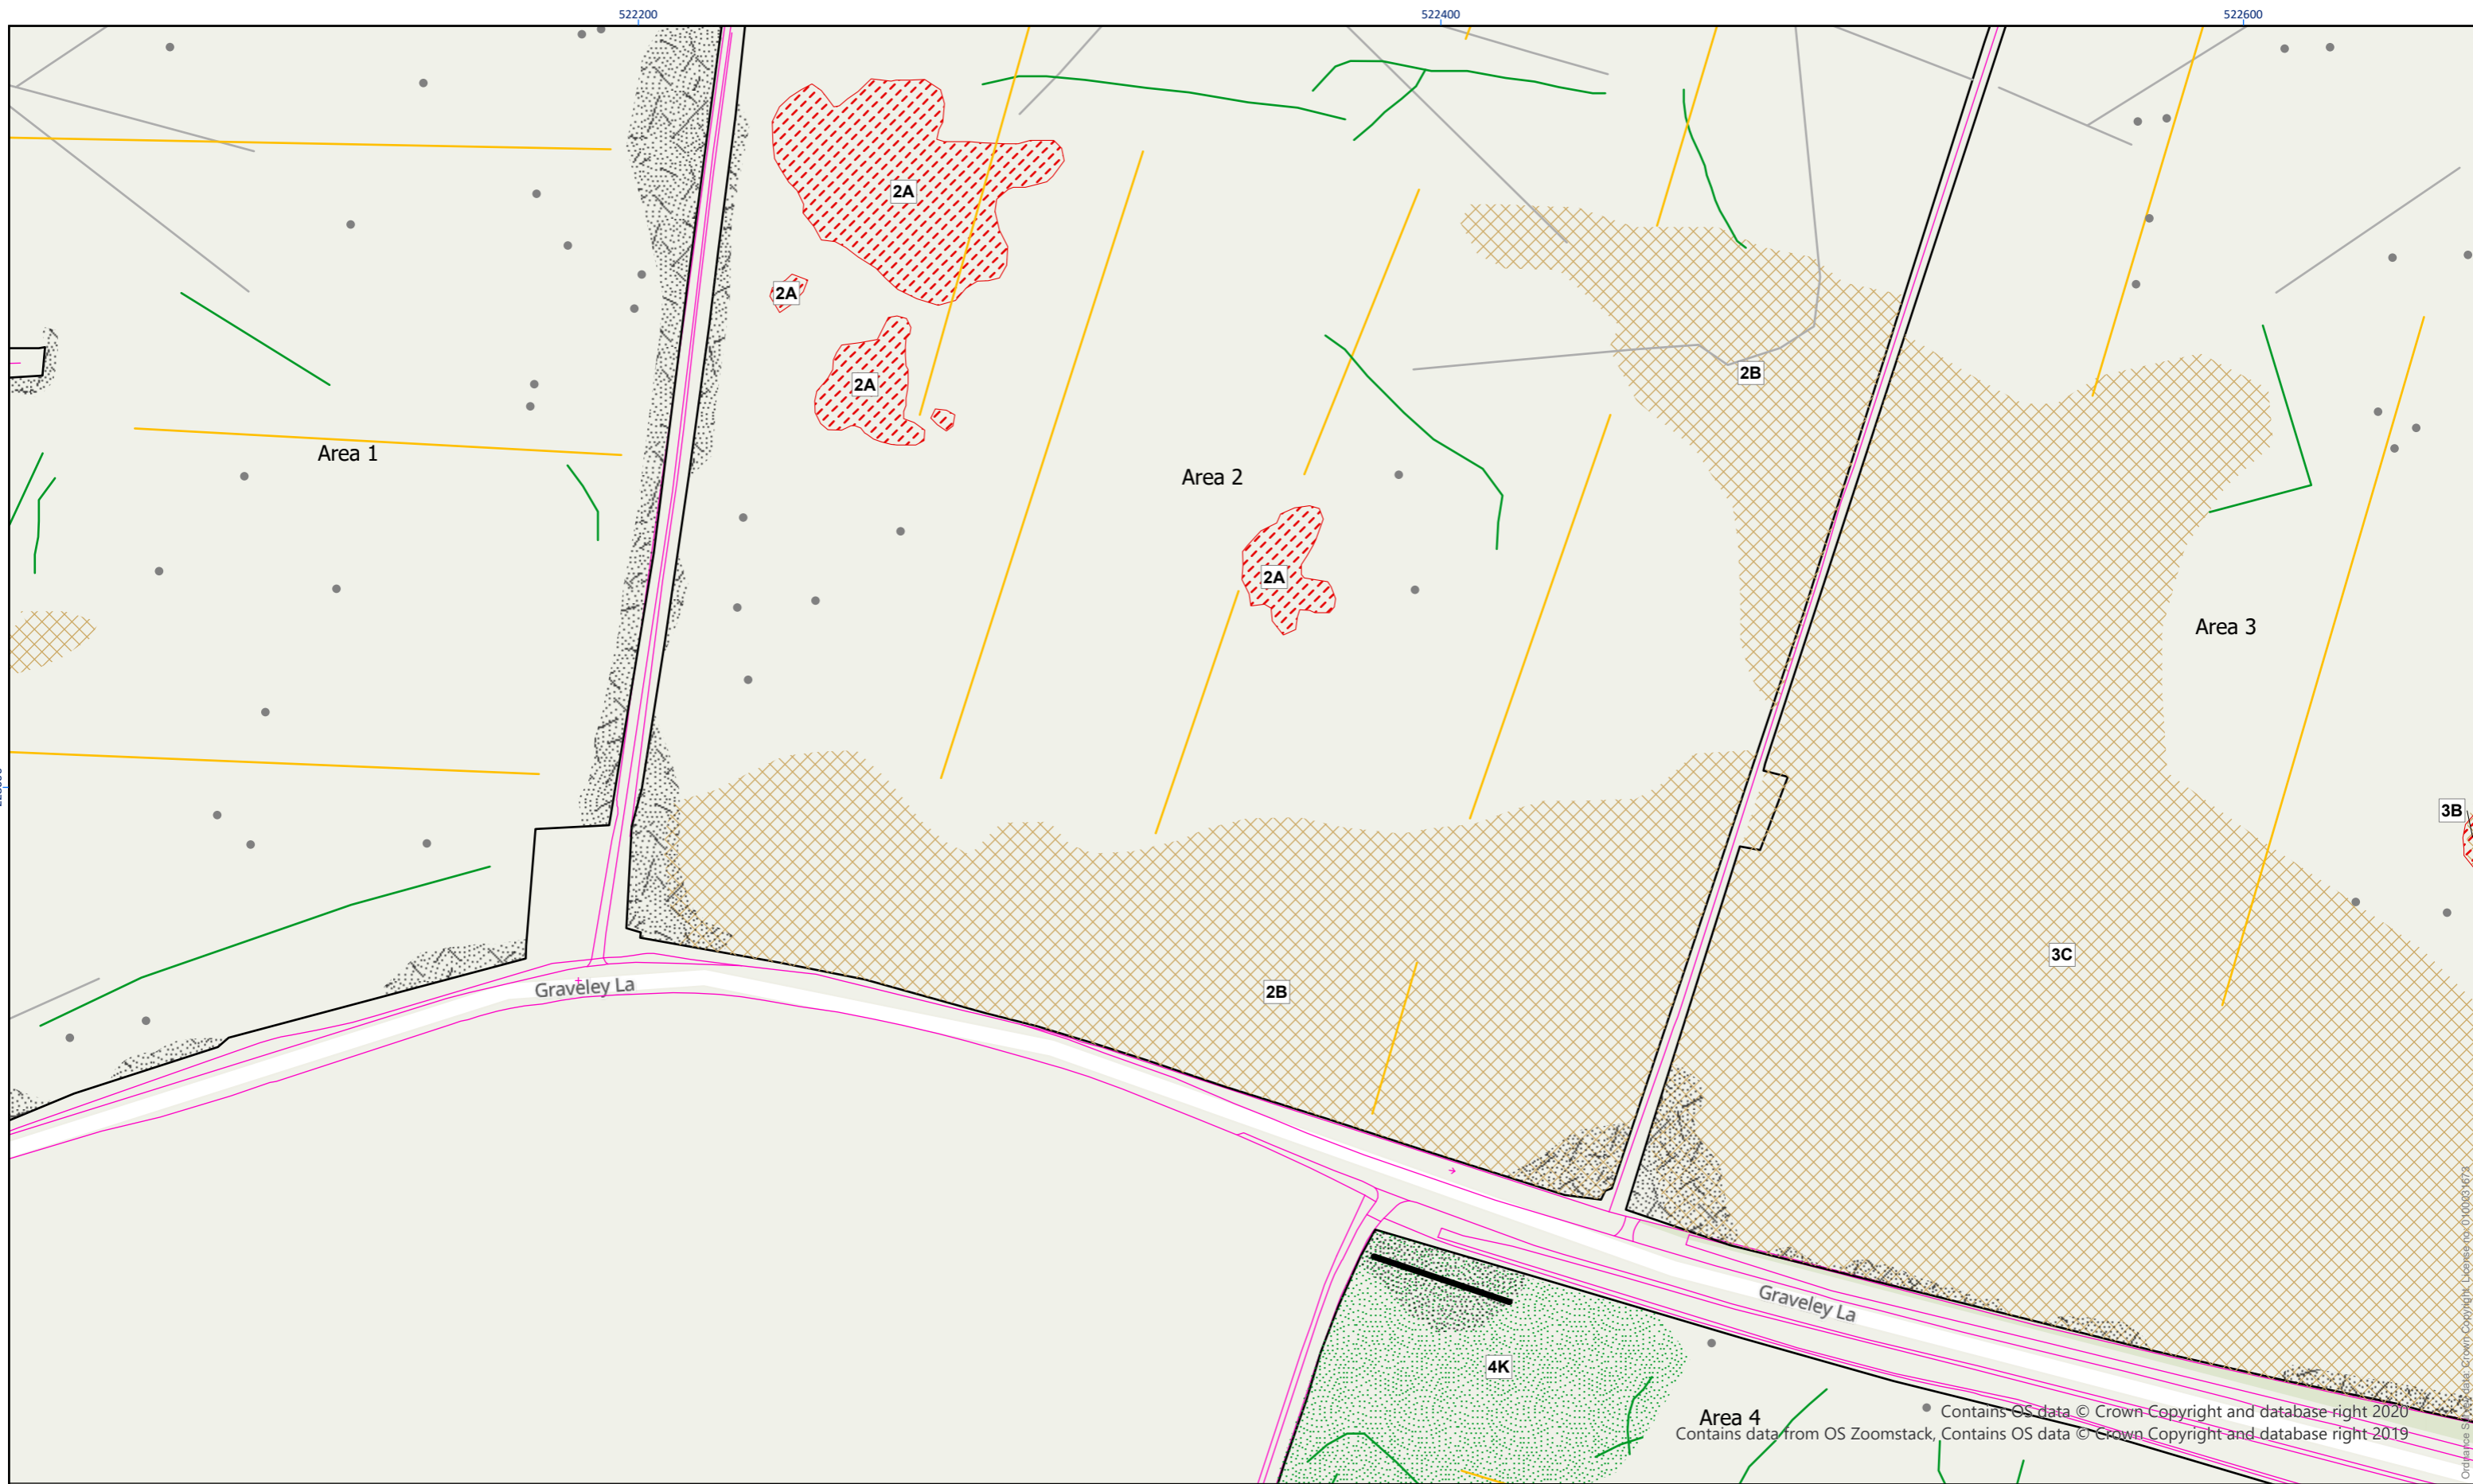 522200
522400
522600
2A
2A
2B
2A
Area 1
Area 2
2A
Area 3
3B
3C
Graveley La
2B
Graveley La
4K
Area 4
Contains OS data © Crown Copyright and database right 2020
Contains data from OS Zoomstack, Contains OS data © Crown Copyright and database right 2019